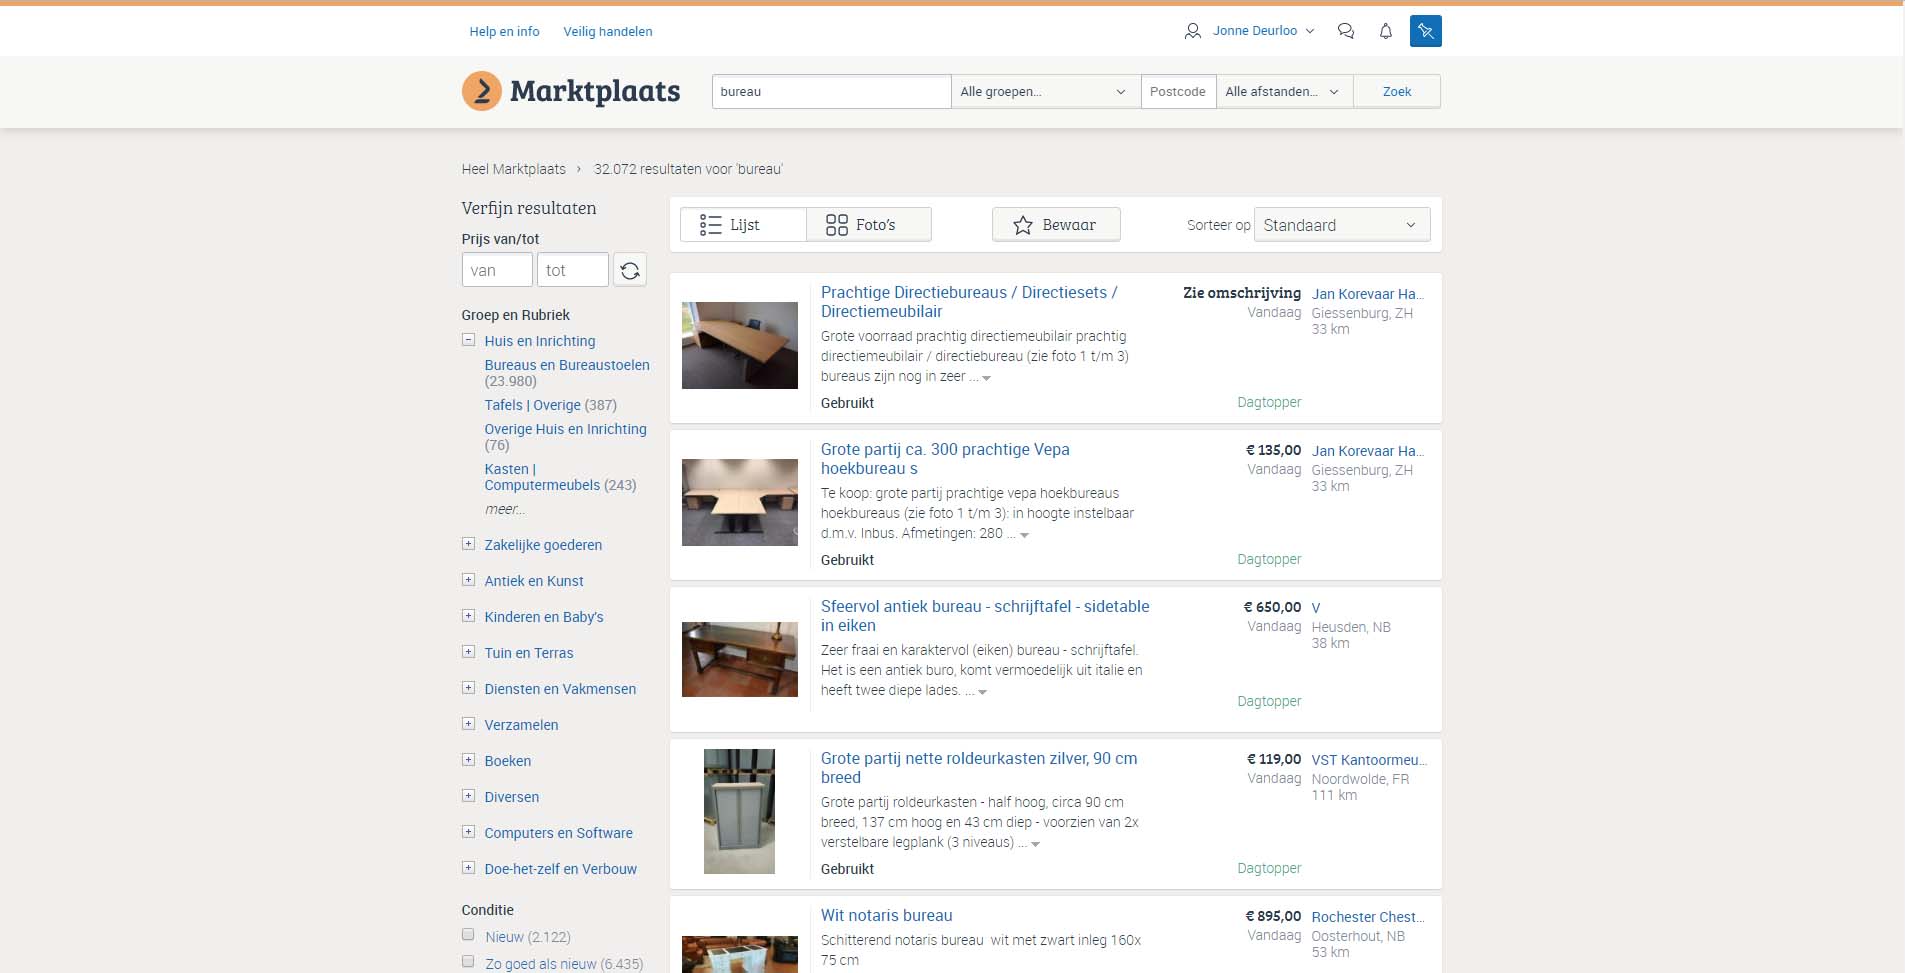 Help en info
Veilig handelen
Jonne Deurloo
Marktplaats
bureau
Alle groepen...
Postcode
Alle afstanden...
Zoek
Heel Marktplaats › 32.072 resultaten voor 'bureau'
Verfijn resultaten
Prijs van/tot
van
tot
Groep en Rubriek
Huis en Inrichting
Bureaus en Bureaustoelen
(23.980)
Tafels | Overige (387)
Overige Huis en Inrichting
(76)
Kasten |
Computermeubels (243)
meer...
Zakelijke goederen
Antiek en Kunst
Kinderen en Baby's
Tuin en Terras
Diensten en Vakmensen
Verzamelen
Boeken
Diversen
Computers en Software
Doe-het-zelf en Verbouw
Conditie
Nieuw (2.122)
Zo goed als nieuw (6.435)
Lijst
Foto's
Bewaar
Sorteer op
Standaard
Prachtige Directiebureaus / Directiesets /
Directiemeubilair
Grote voorraad prachtig directiemeubilair prachtig
directiemeubilair / directiebureau (zie foto 1 t/m 3)
bureaus zijn nog in zeer ...
Gebruikt
Zie omschrijving
Vandaag
Dagtopper
Jan Korevaar Ha...
Giessenburg, ZH
33 km
Grote partij ca. 300 prachtige Vepa
hoekbureau s
Te koop: grote partij prachtige vepa hoekbureaus
hoekbureaus (zie foto 1 t/m 3): in hoogte instelbaar
d.m.v. Inbus. Afmetingen: 280 ...
Gebruikt
€ 135,00
Vandaag
Dagtopper
Jan Korevaar Ha...
Giessenburg, ZH
33 km
Sfeervol antiek bureau - schrijftafel - sidetable
in eiken
Zeer fraai en karaktervol (eiken) bureau - schrijftafel.
Het is een antiek buro, komt vermoedelijk uit italie en
heeft twee diepe lades. ...
€ 650,00
Vandaag
Dagtopper
V
Heusden, NB
38 km
Grote partij nette roldeurkasten zilver, 90 cm
breed
Grote partij roldeurkasten - half hoog, circa 90 cm
breed, 137 cm hoog en 43 cm diep - voorzien van 2x
verstelbare legplank (3 niveaus) ...
Gebruikt
€ 119,00
Vandaag
Dagtopper
VST Kantoormeu...
Noordwolde, FR
111 km
Wit notaris bureau
Schitterend notaris bureau wit met zwart inleg 160x
75 cm
€ 895,00
Vandaag
Rochester Chest...
Oosterhout, NB
53 km